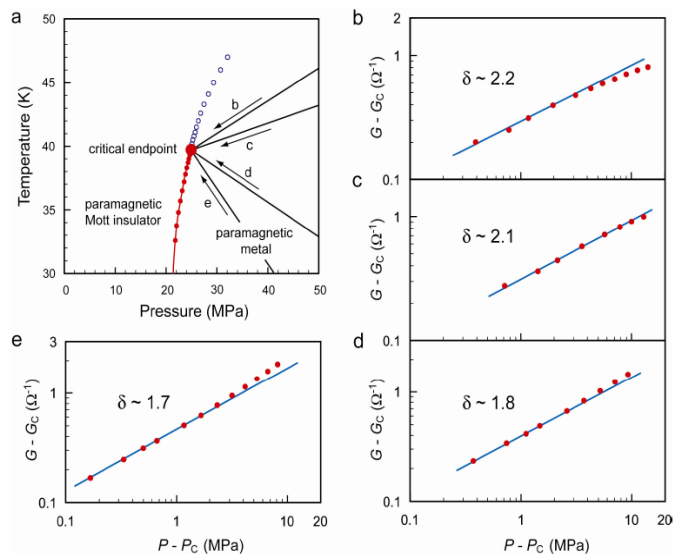 a
50
45
40
35
30
Temperature (K)
critical endpoint
paramagnetic
Mott insulator
paramagnetic
metal
b
c
d
e
0
10
20
30
40
50
Pressure (MPa)
b
2
1
0.1
G - G_C (Ω⁻¹)
δ ~ 2.2
c
1
0.1
G - G_C (Ω⁻¹)
δ ~ 2.1
d
1
0.1
G - G_C (Ω⁻¹)
δ ~ 1.8
0.1
1
10
20
P - P_C (MPa)
e
3
1
0.1
G - G_C (Ω⁻¹)
δ ~ 1.7
0.1
1
10
20
P - P_C (MPa)